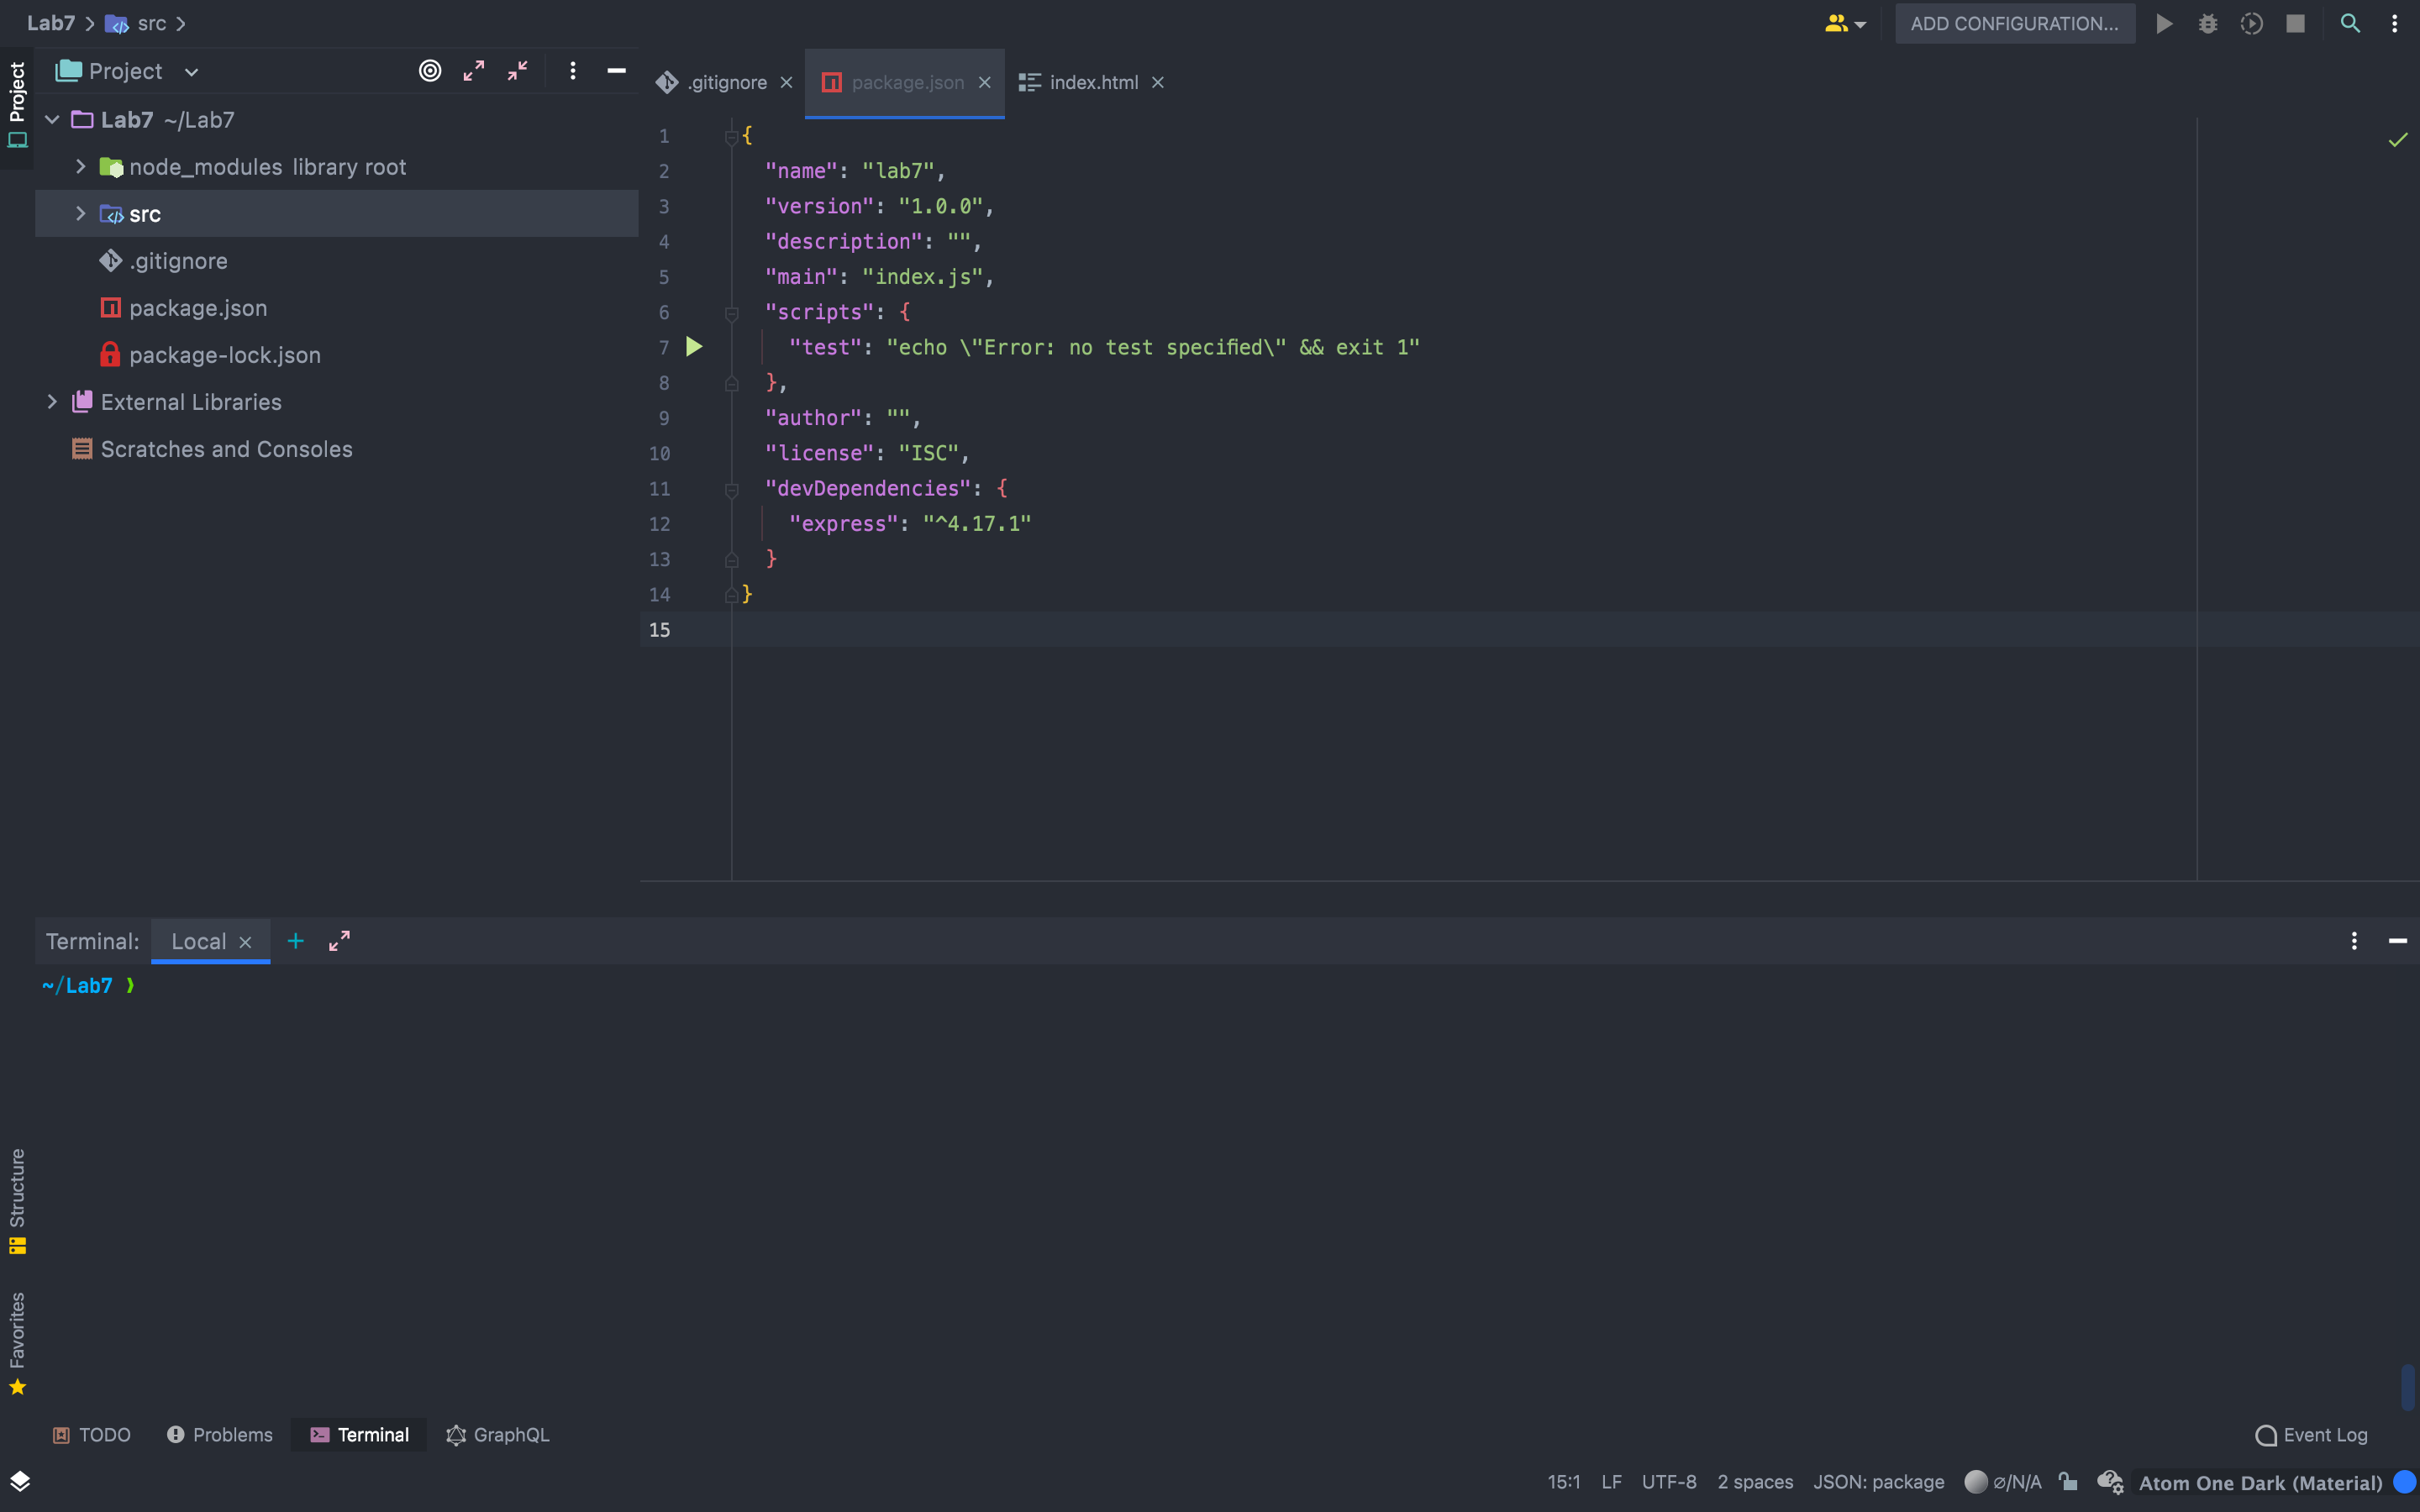 Lab7 src
ADD CONFIGURATION...
Project
Project
.gitignore
package.json
index.html
Lab7 ~/Lab7
node_modules library root
src
.gitignore
package.json
package-lock.json
External Libraries
Scratches and Consoles
1 {
2 "name": "lab7",
3 "version": "1.0.0",
4 "description": "",
5 "main": "index.js",
6 "scripts": {
7 "test": "echo \"Error: no test specified\" && exit 1"
8 },
9 "author": "",
10 "license": "ISC",
11 "devDependencies": {
12 "express": "^4.17.1"
13 }
14 }
15
Terminal: Local
~/Lab7 ❯
Structure
Favorites
TODO Problems Terminal GraphQL
Event Log
15:1 LF UTF-8 2 spaces JSON: package ∅/N/A Atom One Dark (Material)